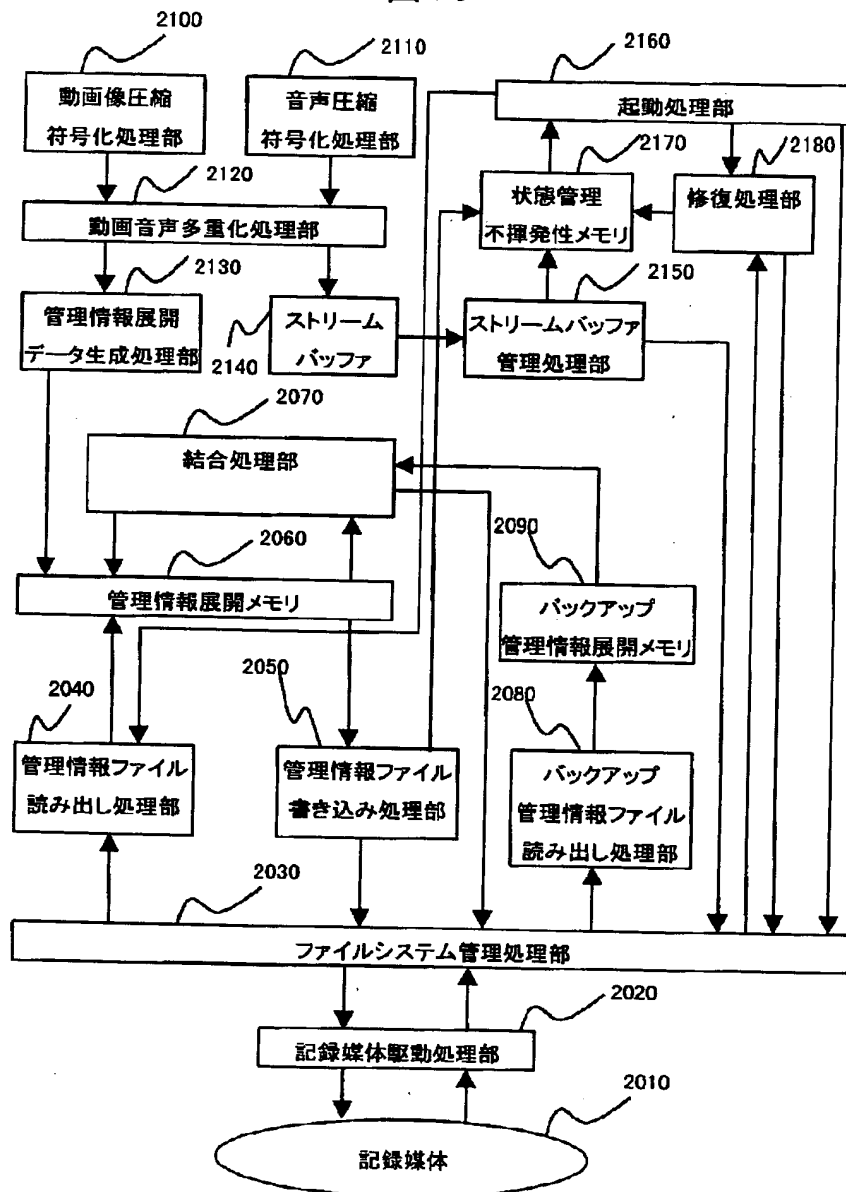 2100
動画像圧縮
符号化処理部
2110
音声圧縮
符号化処理部
2160
起動処理部
2170
状態管理
不揮発性メモリ
2180
修復処理部
2120
動画音声多重化処理部
2130
管理情報展開
データ生成処理部
2140
ストリーム
バッファ
2150
ストリームバッファ
管理処理部
2070
結合処理部
2060
管理情報展開メモリ
2090
バックアップ
管理情報展開メモリ
2040
管理情報ファイル
読み出し処理部
2050
管理情報ファイル
書き込み処理部
2080
バックアップ
管理情報ファイル
読み出し処理部
2030
ファイルシステム管理処理部
2020
記録媒体駆動処理部
2010
記録媒体